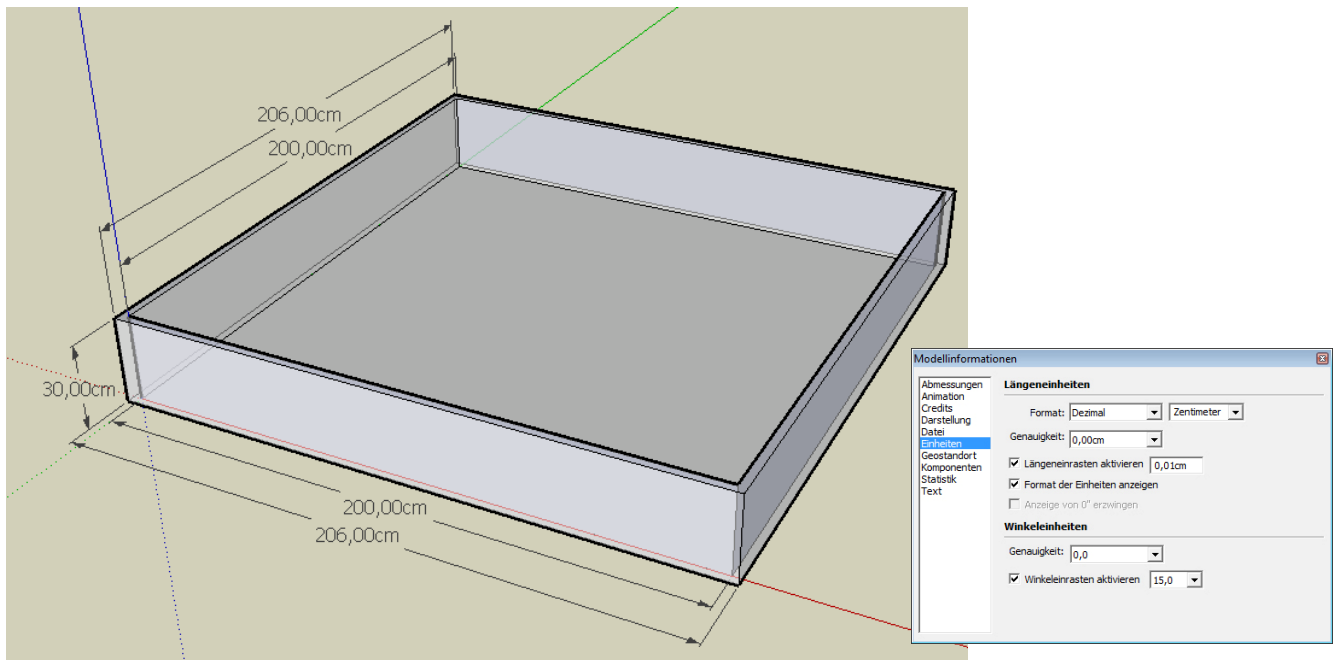 206,00cm
200,00cm
30,00cm
200,00cm
206,00cm
Modellinformationen
Abmessungen
Animation
Credits
Darstellung
Datei
Einheiten
Geostandort
Komponenten
Statistik
Text
Längeneinheiten
Format: Dezimal Zentimeter
Genauigkeit: 0,00cm
Längeneinrasten aktivieren 0,01cm
Format der Einheiten anzeigen
Anzeige von 0" erzwingen
Winkeleinheiten
Genauigkeit: 0,0
Winkeleinrasten aktivieren 15,0